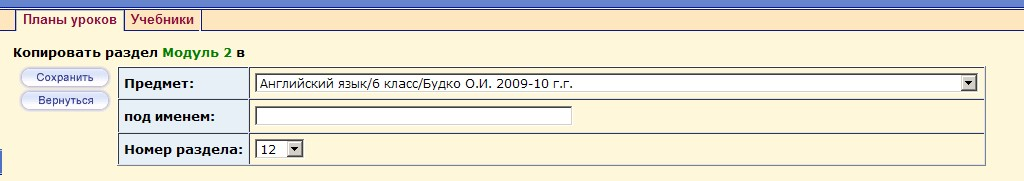 Планы уроков Учебники
Копировать раздел Модуль 2 в
Сохранить
Вернуться
Предмет: Английский язык/6 класс/Будко О.И. 2009-10 г.г.
под именем:
Номер раздела: 12